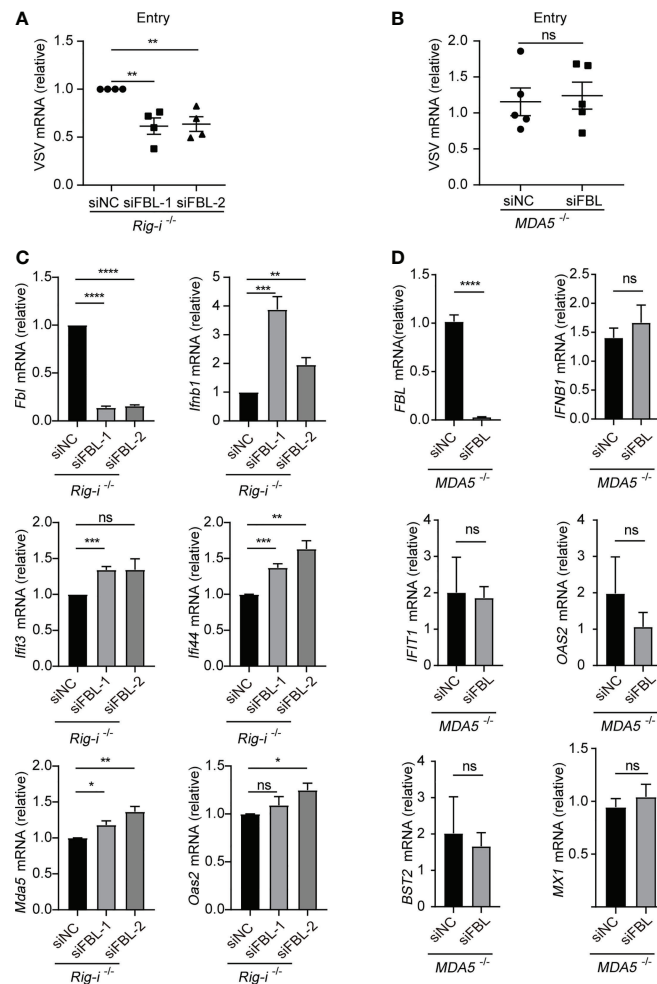 A
Entry
**
**
VSV mRNA (relative)
1.5
1.0
0.5
0.0
siNC siFBL-1 siFBL-2
Rig-i -/-
B
Entry
ns
VSV mRNA (relative)
2.0
1.5
1.0
0.5
0.0
siNC siFBL
MDA5 -/-
C
****
****
Fbl mRNA (relative)
1.5
1.0
0.5
0.0
siNC
siFBL-1
siFBL-2
Rig-i -/-
**
***
Ifnb1 mRNA (relative)
5
4
3
2
1
0
siNC
siFBL-1
siFBL-2
Rig-i -/-
ns
***
Ifit3 mRNA (relative)
2.0
1.5
1.0
0.5
0.0
siNC
siFBL-1
siFBL-2
Rig-i -/-
**
***
Ifi44 mRNA (relative)
2.0
1.5
1.0
0.5
0.0
siNC
siFBL-1
siFBL-2
Rig-i -/-
**
*
Mda5 mRNA (relative)
2.0
1.5
1.0
0.5
0.0
siNC
siFBL-1
siFBL-2
Rig-i -/-
*
ns
Oas2 mRNA (relative)
1.5
1.0
0.5
0.0
siNC
siFBL-1
siFBL-2
Rig-i -/-
D
****
FBL mRNA(relative)
1.5
1.0
0.5
0.0
siNC
siFBL
MDA5 -/-
ns
IFNB1 mRNA (relative)
2.5
2.0
1.5
1.0
0.5
0.0
siNC
siFBL
MDA5 -/-
ns
IFIT1 mRNA (relative)
4
3
2
1
0
siNC
siFBL
MDA5 -/-
ns
OAS2 mRNA (relative)
4
3
2
1
0
siNC
siFBL
MDA5 -/-
ns
BST2 mRNA (relative)
4
3
2
1
0
siNC
siFBL
MDA5 -/-
ns
MX1 mRNA (relative)
1.5
1.0
0.5
siNC
siFBL
MDA5 -/-